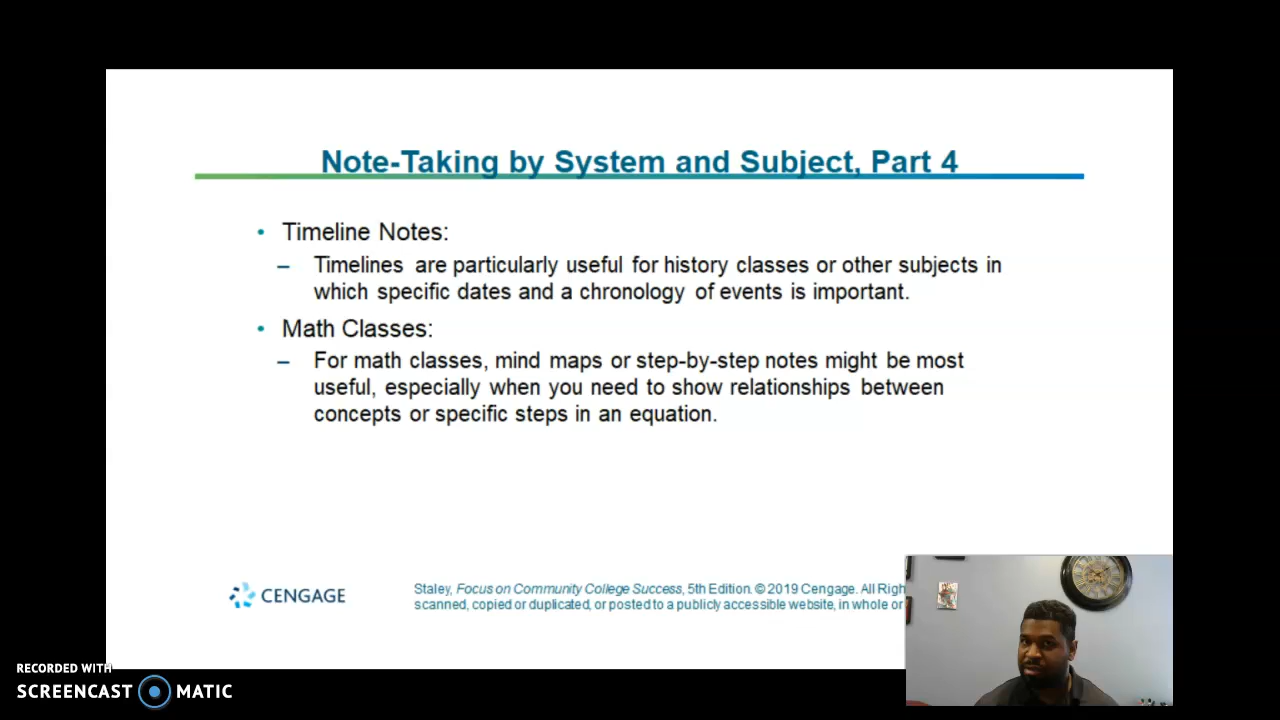 Note-Taking by System and Subject, Part 4
• Timeline Notes:
– Timelines are particularly useful for history classes or other subjects in
which specific dates and a chronology of events is important.
• Math Classes:
– For math classes, mind maps or step-by-step notes might be most
useful, especially when you need to show relationships between
concepts or specific steps in an equation.
CENGAGE
Staley, Focus on Community College Success, 5th Edition. © 2019 Cengage. All Righ
scanned, copied or duplicated, or posted to a publicly accessible website, in whole or
RECORDED WITH
SCREENCAST MATIC